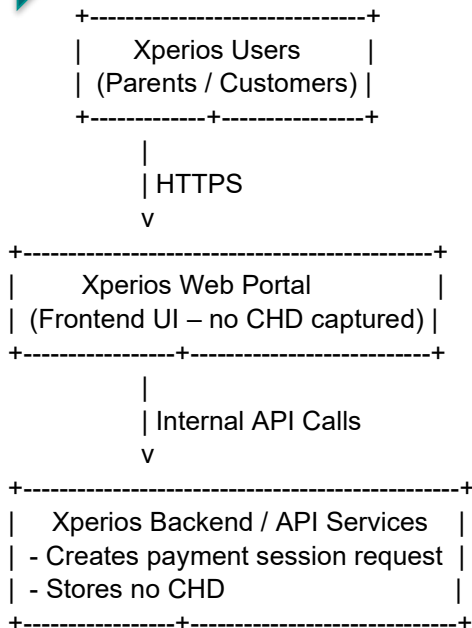 +------------------------------+
| Xperios Users |
| (Parents / Customers) |
+-------------+----------------+
|
| HTTPS
v
+----------------------------------------------+
| Xperios Web Portal |
| (Frontend UI – no CHD captured) |
+-----------------+---------------------------+
|
| Internal API Calls
v
+-------------------------------------------------+
| Xperios Backend / API Services |
| - Creates payment session request |
| - Stores no CHD |
+-----------------+------------------------------+